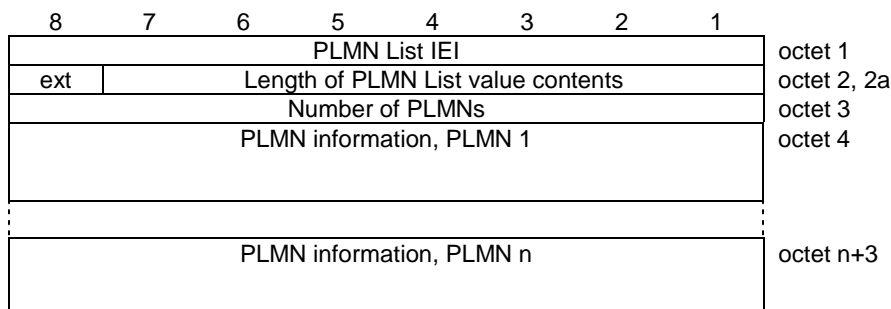 8 7 6 5 4 3 2 1
PLMN List IEI octet 1
ext Length of PLMN List value contents octet 2, 2a
Number of PLMNs octet 3
PLMN information, PLMN 1 octet 4
PLMN information, PLMN n octet n+3